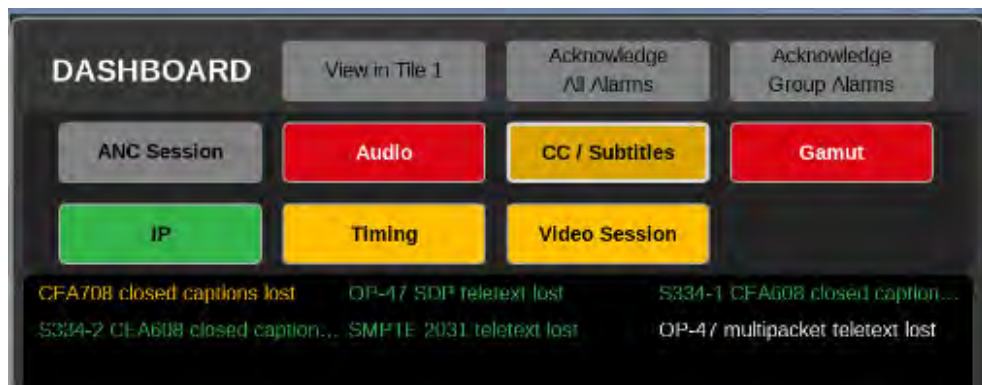 DASHBOARD
View in Tile 1
Acknowledge
All Alarms
Acknowledge
Group Alarms
ANC Session
Audio
CC / Subtitles
Gamut
IP
Timing
Video Session
CEA708 closed captions lost
OP-47 SDP teletext lost
S334-1 CEA608 closed caption...
S334-2 CEA608 closed caption...
SMPTE 2031 teletext lost
OP-47 multipacket teletext lost